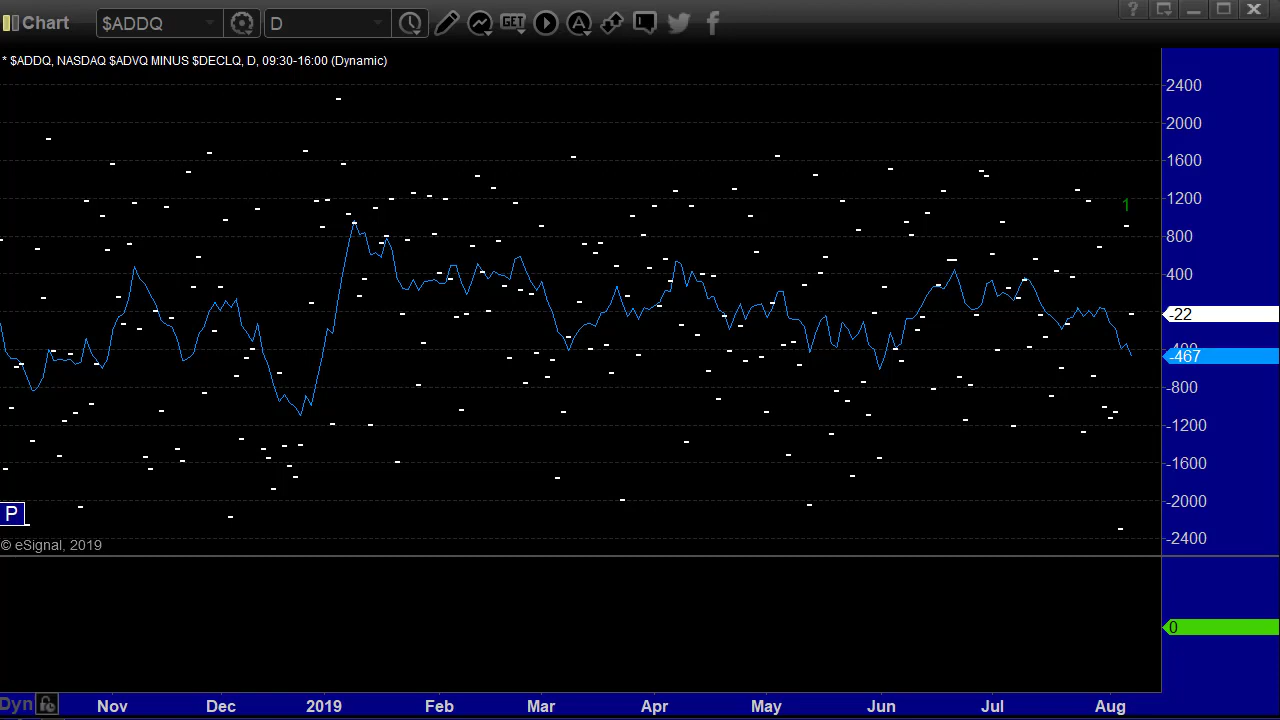 Chart
$ADDQ
D
GET
A
?
* $ADDQ, NASDAQ $ADVQ MINUS $DECLQ, D, 09:30-16:00 (Dynamic)
2400
2000
1600
1200
1
800
400
-22
-400
-467
-800
-1200
-1600
-2000
P
-2400
© eSignal, 2019
0
Dyn
Nov Dec 2019 Feb Mar Apr May Jun Jul Aug